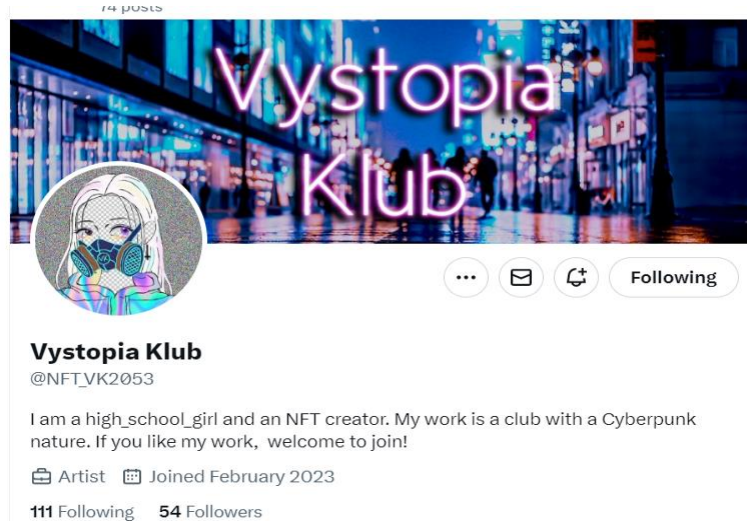 74 posts
Vystopia
Klub
Following
Vystopia Klub
@NFT_VK2053
I am a high_school_girl and an NFT creator. My work is a club with a Cyberpunk
nature. If you like my work,  welcome to join!
Artist Joined February 2023
111 Following 54 Followers